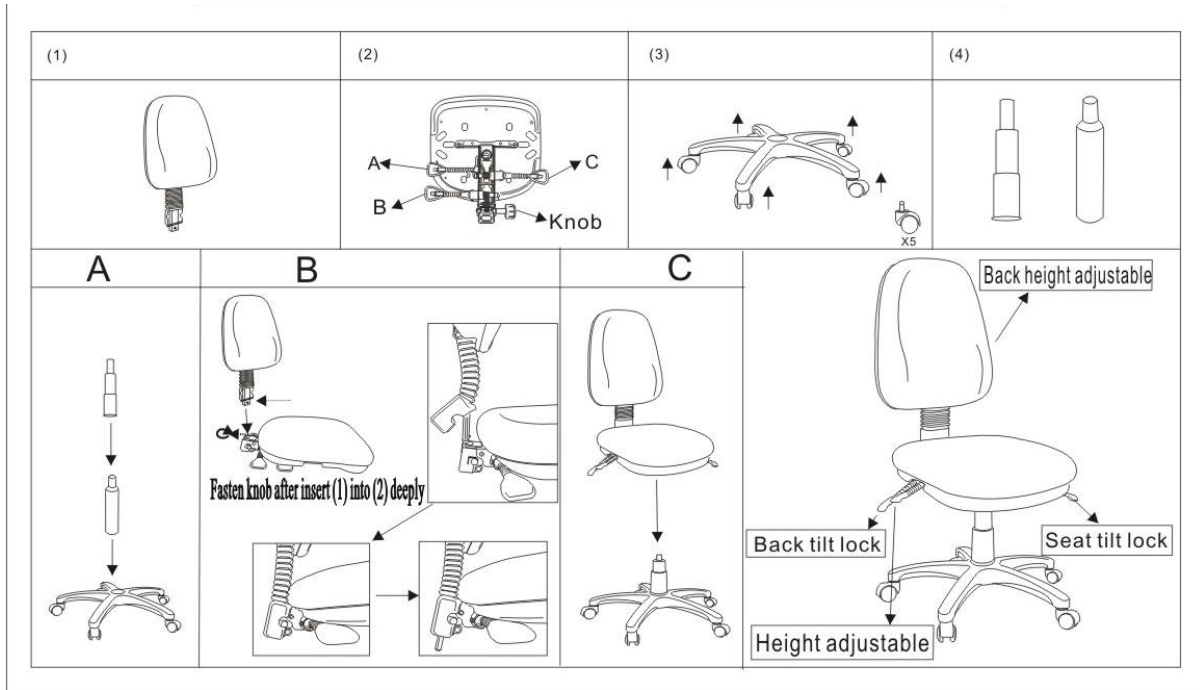 (1)
(2)
(3)
(4)
A
C
B
Knob
X5
A
B
C
Back height adjustable
Fasten knob after insert (1) into (2) deeply
Back tilt lock
Seat tilt lock
Height adjustable